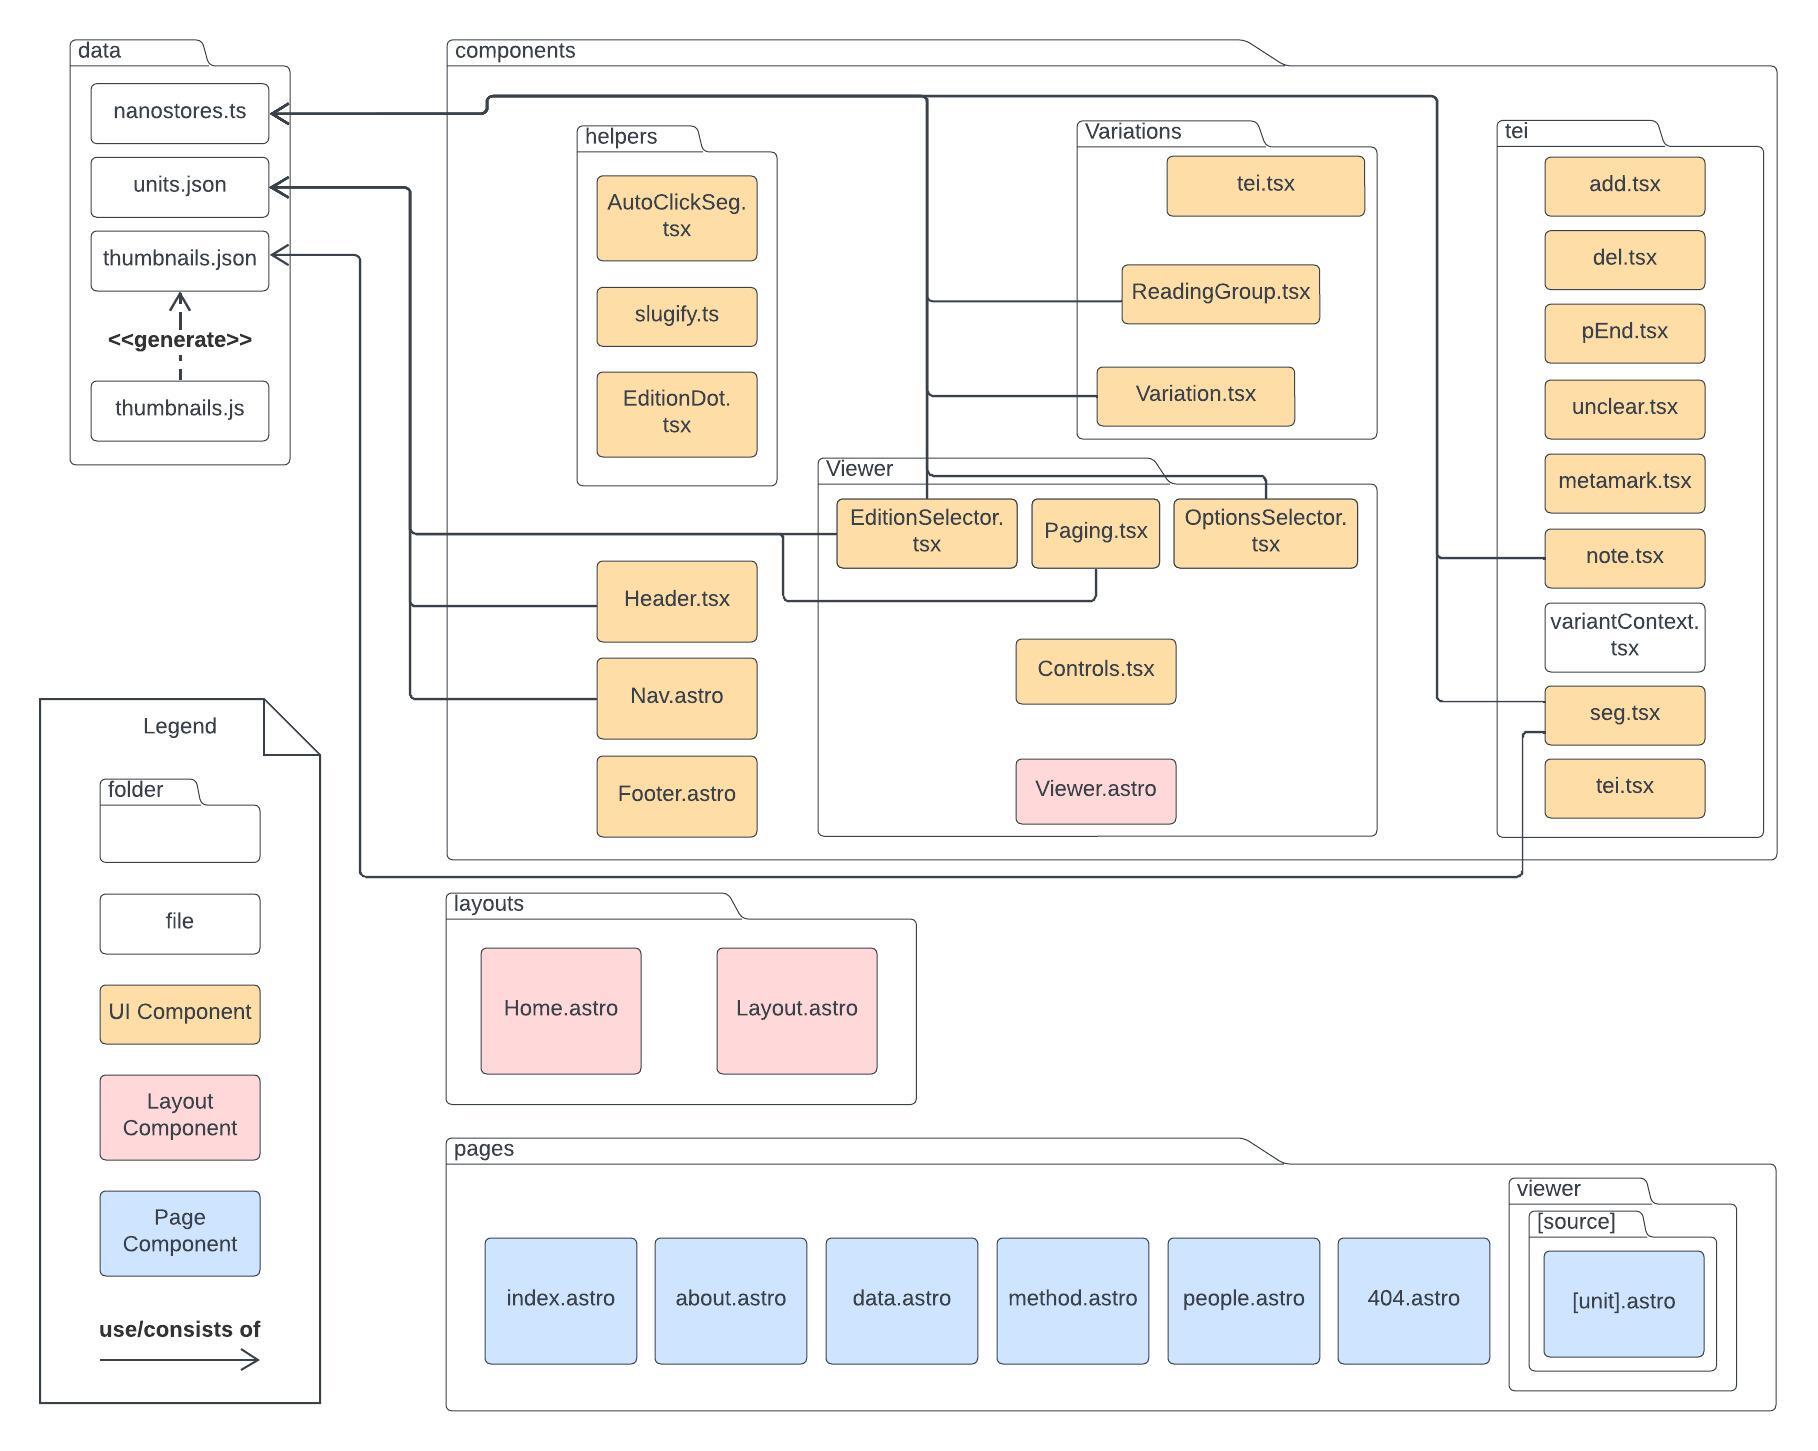 data
nanostores.ts
units.json
thumbnails.json
<<generate>>
thumbnails.js
components
helpers
AutoClickSeg.
tsx
slugify.ts
EditionDot.
tsx
Variations
tei.tsx
ReadingGroup.tsx
Variation.tsx
tei
add.tsx
del.tsx
pEnd.tsx
unclear.tsx
metamark.tsx
note.tsx
variantContext.
tsx
seg.tsx
tei.tsx
Viewer
EditionSelector.
tsx
Paging.tsx
OptionsSelector.
tsx
Controls.tsx
Viewer.astro
Header.tsx
Nav.astro
Footer.astro
Legend
folder
file
UI Component
Layout
Component
Page
Component
use/consists of
layouts
Home.astro
Layout.astro
pages
index.astro
about.astro
data.astro
method.astro
people.astro
404.astro
viewer
[source]
[unit].astro